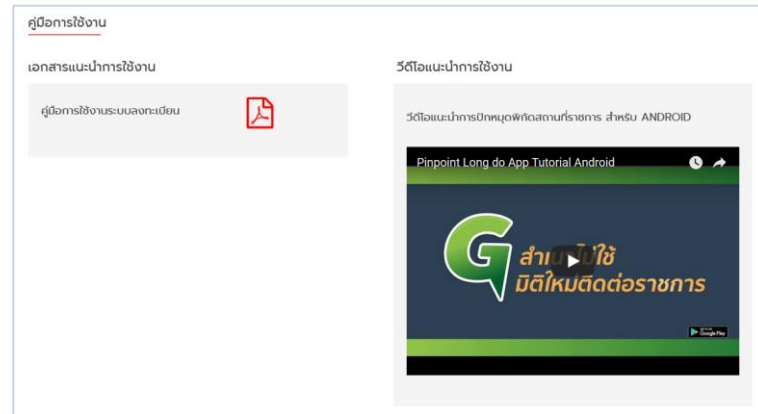 คู่มือการใช้งาน
เอกสารแนะนำการใช้งาน
คู่มือการใช้งานระบบลงทะเบียน
วีดีโอแนะนำการใช้งาน
วีดีโอแนะนำการปักหมุดพิกัดสถานที่ราชการ สำหรับ ANDROID
Pinpoint Long do App Tutorial Android
G
ไม่ใช้
มิติใหม่ติดต่อราชการ
Google Play